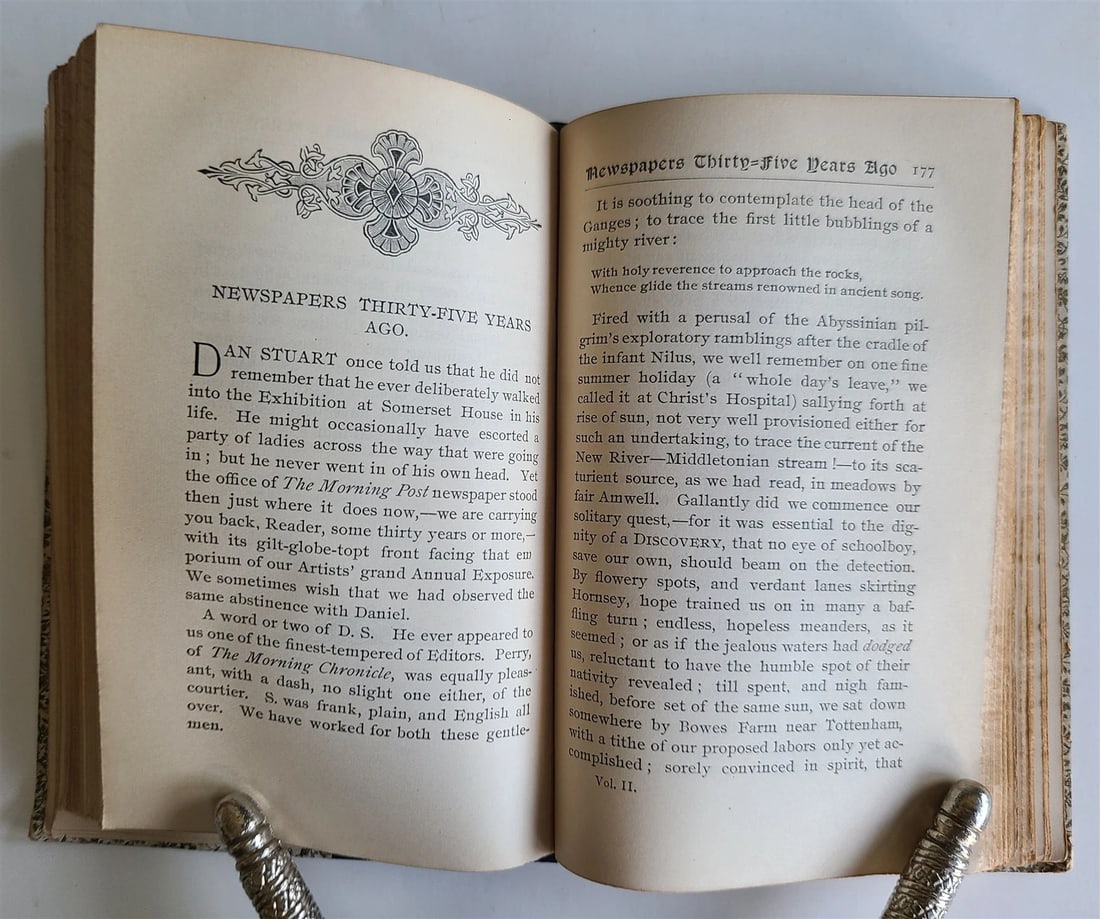 NEWSPAPERS THIRTY-FIVE YEARS
AGO.
DAN STUART once told us that he did not
remember that he ever deliberately walked
into the Exhibition at Somerset House in his
life. He might occasionally have escorted a
party of ladies across the way that were going
in; but he never went in of his own head. Yet
the office of The Morning Post newspaper stood
then just where it does now,—we are carrying
you back, Reader, some thirty years or more,—
with its gilt-globe-topt front facing that em
porium of our Artists' grand Annual Exposure.
We sometimes wish that we had observed the
same abstinence with Daniel.
A word or two of D. S. He ever appeared to
us one of the finest-tempered of Editors. Perry,
of The Morning Chronicle, was equally pleas-
ant, with a dash, no slight one either, of the
courtier. S. was frank, plain, and English all
over. We have worked for both these gentle-
men.
Newspapers Thirty=Five Years Ago 177
It is soothing to contemplate the head of the
Ganges; to trace the first little bubblings of a
mighty river:
With holy reverence to approach the rocks,
Whence glide the streams renowned in ancient song.
Fired with a perusal of the Abyssinian pil-
grim's exploratory ramblings after the cradle of
the infant Nilus, we well remember on one fine
summer holiday (a "whole day's leave," we
called it at Christ's Hospital) sallying forth at
rise of sun, not very well provisioned either for
such an undertaking, to trace the current of the
New River—Middletonian stream!—to its sca-
turient source, as we had read, in meadows by
fair Amwell. Gallantly did we commence our
solitary quest,—for it was essential to the dig-
nity of a DISCOVERY, that no eye of schoolboy,
save our own, should beam on the detection.
By flowery spots, and verdant lanes skirting
Hornsey, hope trained us on in many a baf-
fling turn; endless, hopeless meanders, as it
seemed; or as if the jealous waters had dodged
us, reluctant to have the humble spot of their
nativity revealed; till spent, and nigh fam-
ished, before set of the same sun, we sat down
somewhere by Bowes Farm near Tottenham,
with a tithe of our proposed labors only yet ac-
complished; sorely convinced in spirit, that
Vol. II.